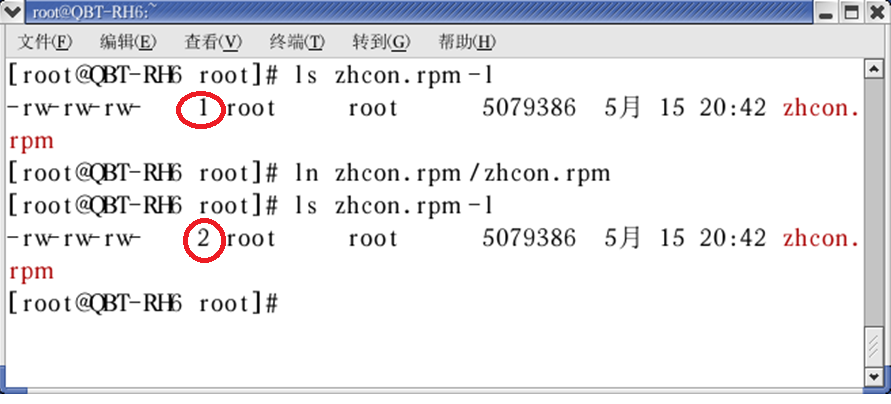 root@QBT-RH6:~
文件(F) 编辑(E) 查看(V) 终端(T) 转到(G) 帮助(H)
[root@QBT-RH6 root]# ls zhcon.rpm -l
-rw-rw-rw- 1 root root 5079386 5月 15 20:42 zhcon.
rpm
[root@QBT-RH6 root]# ln zhcon.rpm /zhcon.rpm
[root@QBT-RH6 root]# ls zhcon.rpm -l
-rw-rw-rw- 2 root root 5079386 5月 15 20:42 zhcon.
rpm
[root@QBT-RH6 root]#